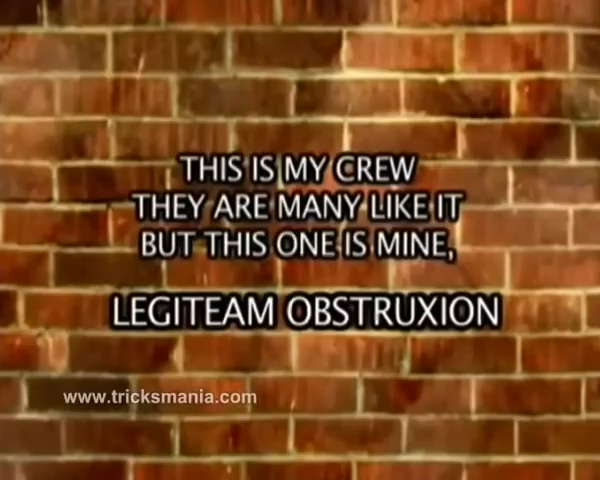 THIS IS MY CREW
THEY ARE MANY LIKE IT
BUT THIS ONE IS MINE,
LEGITEAM OBSTRUXION
www.tricksmania.com